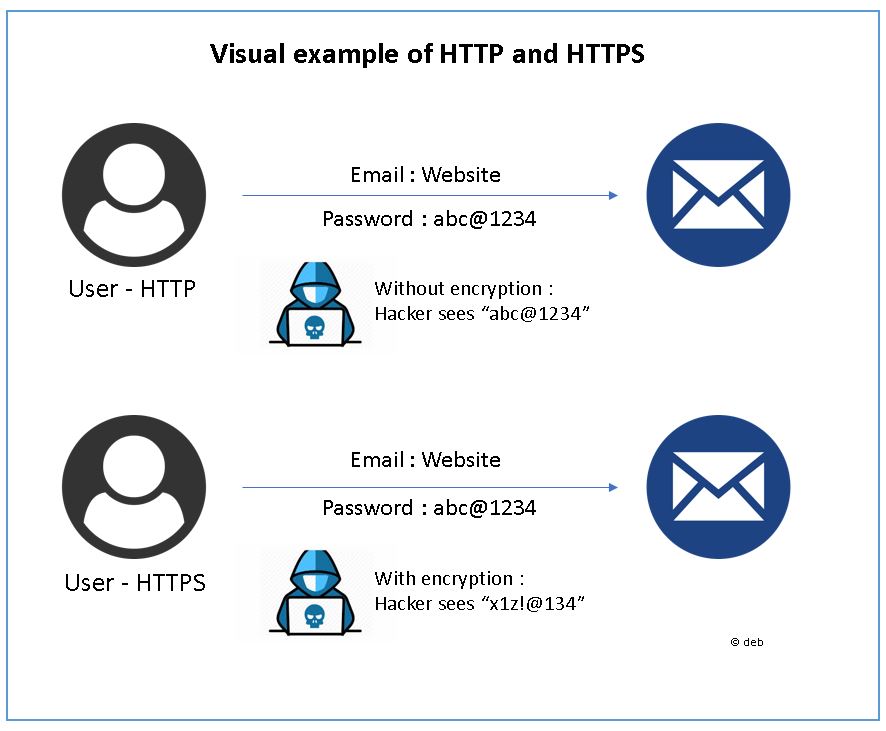 Visual example of HTTP and HTTPS
Email : Website
Password : abc@1234
User - HTTP
Without encryption :
Hacker sees “abc@1234”
Email : Website
Password : abc@1234
User - HTTPS
With encryption :
Hacker sees “x1z!@134”
© deb